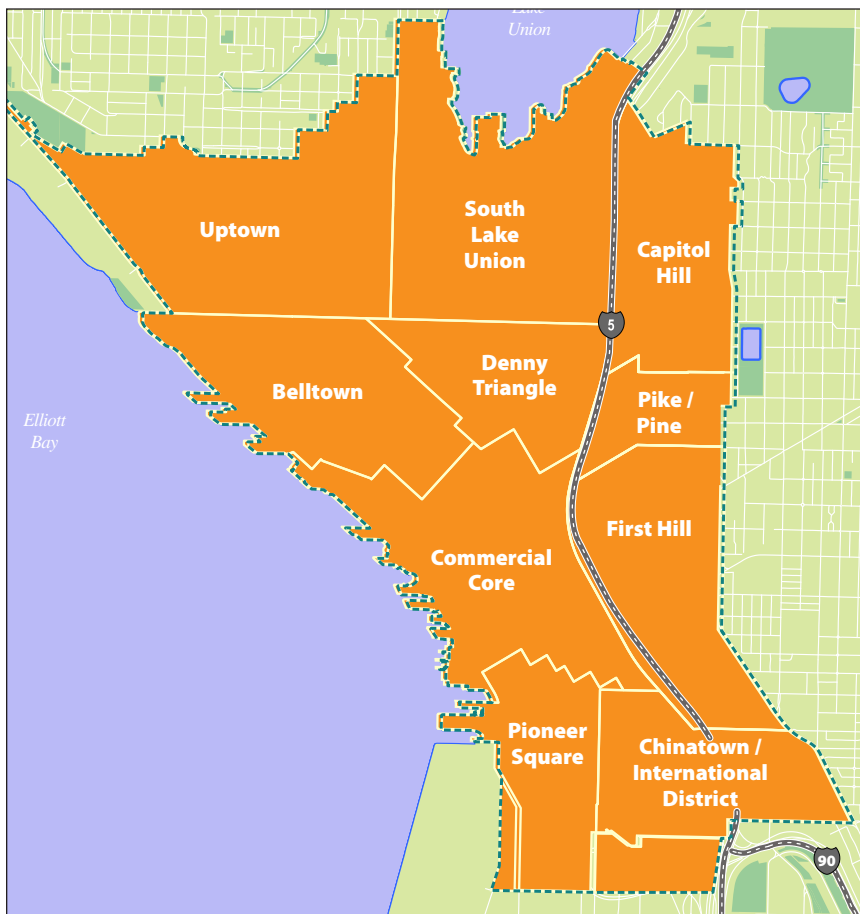 Lake
Union
Uptown
South
Lake
Union
Capitol
Hill
5
Denny
Triangle
Belltown
Pike /
Pine
Elliott
Bay
First Hill
Commercial
Core
Pioneer
Square
Chinatown /
International
District
90